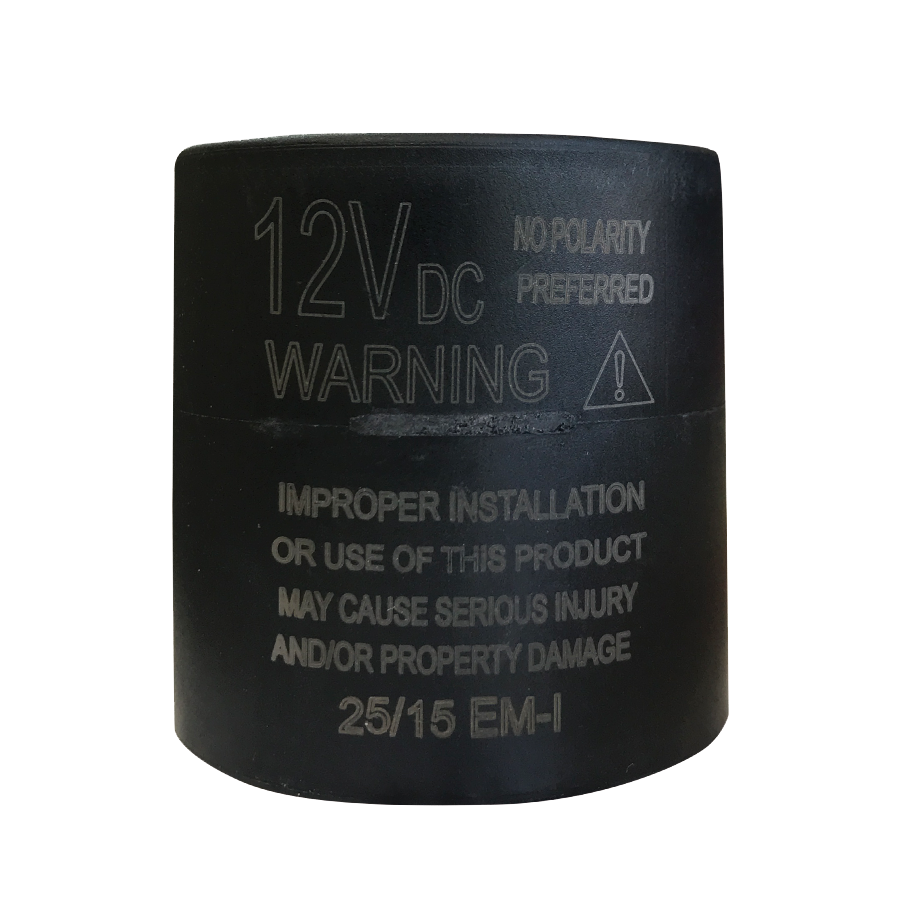 12V DC NO POLARITY
PREFERRED
WARNING
IMPROPER INSTALLATION
OR USE OF THIS PRODUCT
MAY CAUSE SERIOUS INJURY
AND/OR PROPERTY DAMAGE
25/15 EM-I